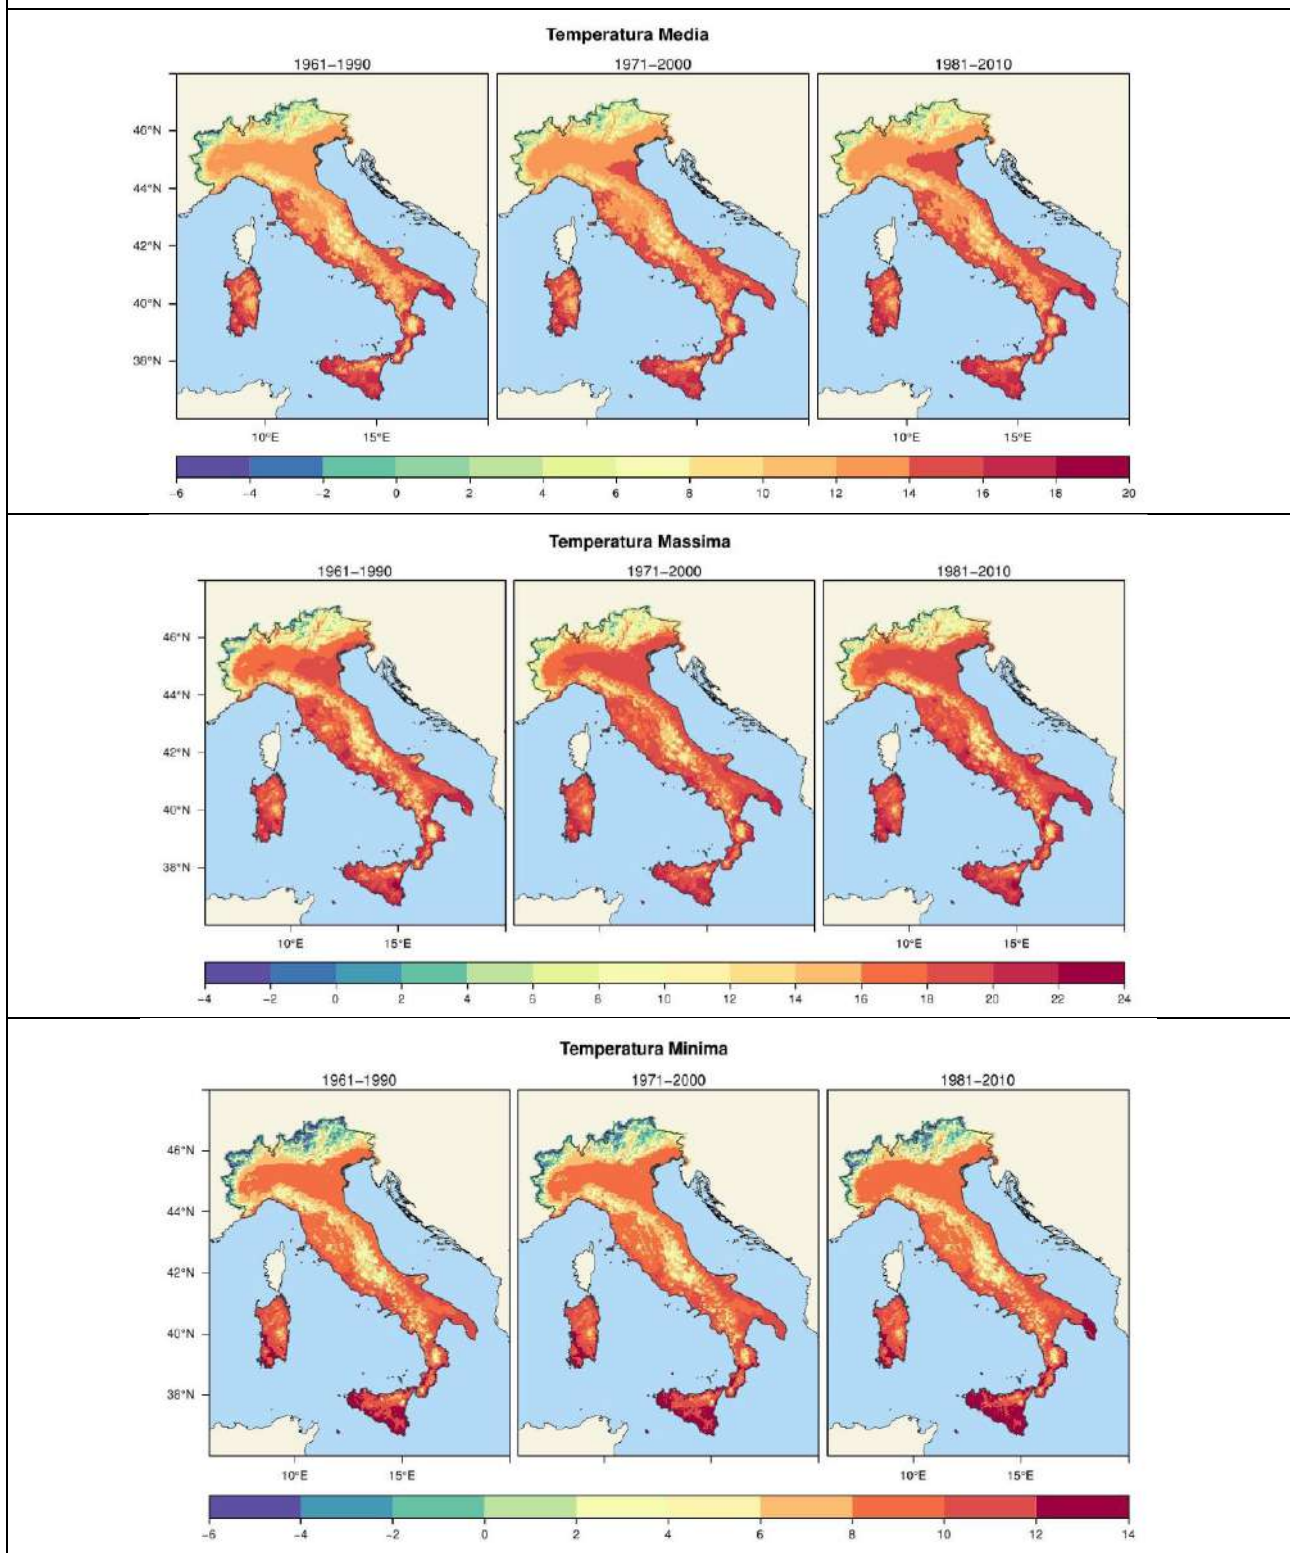 Temperatura Media
1961−1990 1971−2000 1981−2010
46°N
44°N
42°N
40°N
38°N
10°E 15°E 10°E 15°E
−6 −4 −2 0 2 4 6 8 10 12 14 16 18 20
Temperatura Massima
1961−1990 1971−2000 1981−2010
46°N
44°N
42°N
40°N
38°N
10°E 15°E 10°E 15°E
−4 −2 0 2 4 6 8 10 12 14 16 18 20 22 24
Temperatura Minima
1961−1990 1971−2000 1981−2010
46°N
44°N
42°N
40°N
38°N
10°E 15°E 10°E 15°E
−6 −4 −2 0 2 4 6 8 10 12 14